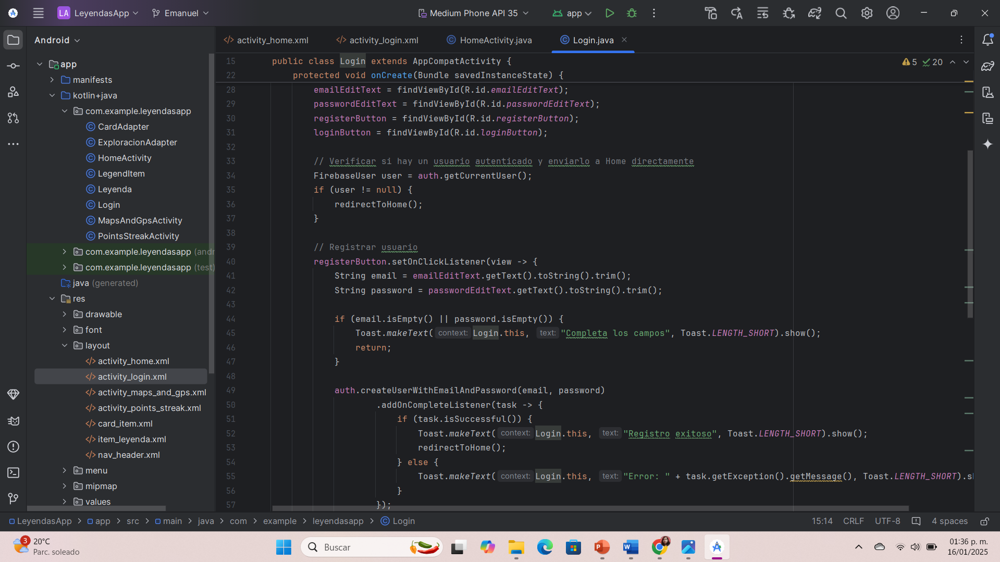 LA LeyendasApp Emanuel Medium Phone API 35 app
Android
activity_home.xml activity_login.xml HomeActivity.java Login.java
app
manifests
kotlin+java
com.example.leyendasapp
CardAdapter
ExploracionAdapter
HomeActivity
LegendItem
Leyenda
Login
MapsAndGpsActivity
PointsStreakActivity
com.example.leyendasapp (andr
com.example.leyendasapp (test)
java (generated)
res
drawable
font
layout
activity_home.xml
activity_login.xml
activity_maps_and_gps.xml
activity_points_streak.xml
card_item.xml
item_leyenda.xml
nav_header.xml
menu
mipmap
values
5 20
15 public class Login extends AppCompatActivity {
22 protected void onCreate(Bundle savedInstanceState) {
28 emailEditText = findViewById(R.id.emailEditText);
29 passwordEditText = findViewById(R.id.passwordEditText);
30 registerButton = findViewById(R.id.registerButton);
31 loginButton = findViewById(R.id.loginButton);
32
33 // Verificar si hay un usuario autenticado y enviarlo a Home directamente
34 FirebaseUser user = auth.getCurrentUser();
35 if (user != null) {
36 redirectToHome();
37 }
38
39 // Registrar usuario
40 registerButton.setOnClickListener(view -> {
41 String email = emailEditText.getText().toString().trim();
42 String password = passwordEditText.getText().toString().trim();
43
44 if (email.isEmpty() || password.isEmpty()) {
45 Toast.makeText( context: Login.this, text: "Completa los campos", Toast.LENGTH_SHORT).show();
46 return;
47 }
48
49 auth.createUserWithEmailAndPassword(email, password)
50 .addOnCompleteListener(task -> {
51 if (task.isSuccessful()) {
52 Toast.makeText( context: Login.this, text: "Registro exitoso", Toast.LENGTH_SHORT).show();
53 redirectToHome();
54 } else {
55 Toast.makeText( context: Login.this, text: "Error: " + task.getException().getMessage(), Toast.LENGTH_SHORT).sh
56 }
57 });
LeyendasApp > app > src > main > java > com > example > leyendasapp > Login 15:14 CRLF UTF-8 4 spaces
3 20°C
Parc. soleado
Buscar
01:36 p. m.
16/01/2025